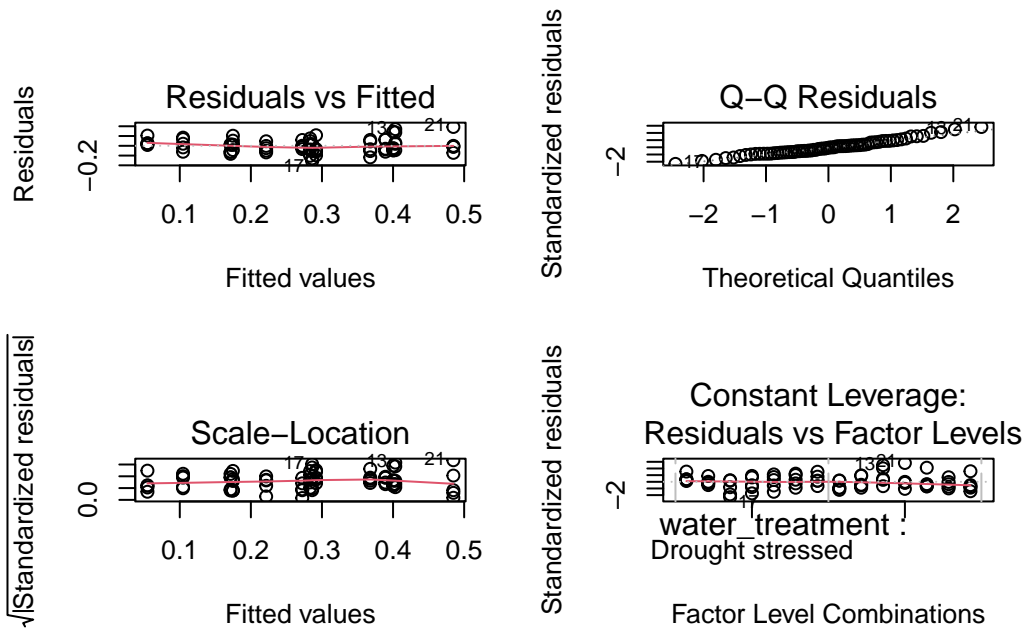 Residuals vs Fitted
Residuals
−0.2
13
21
17
0.1 0.2 0.3 0.4 0.5
Fitted values
Q−Q Residuals
Standardized residuals
−2
13
21
17
−2 −1 0 1 2
Theoretical Quantiles
Scale−Location
√|Standardized residuals|
0.0
17
13
21
0.1 0.2 0.3 0.4 0.5
Fitted values
Constant Leverage:
Residuals vs Factor Levels
Standardized residuals
−2
13
21
17
water_treatment :
Drought stressed
Factor Level Combinations